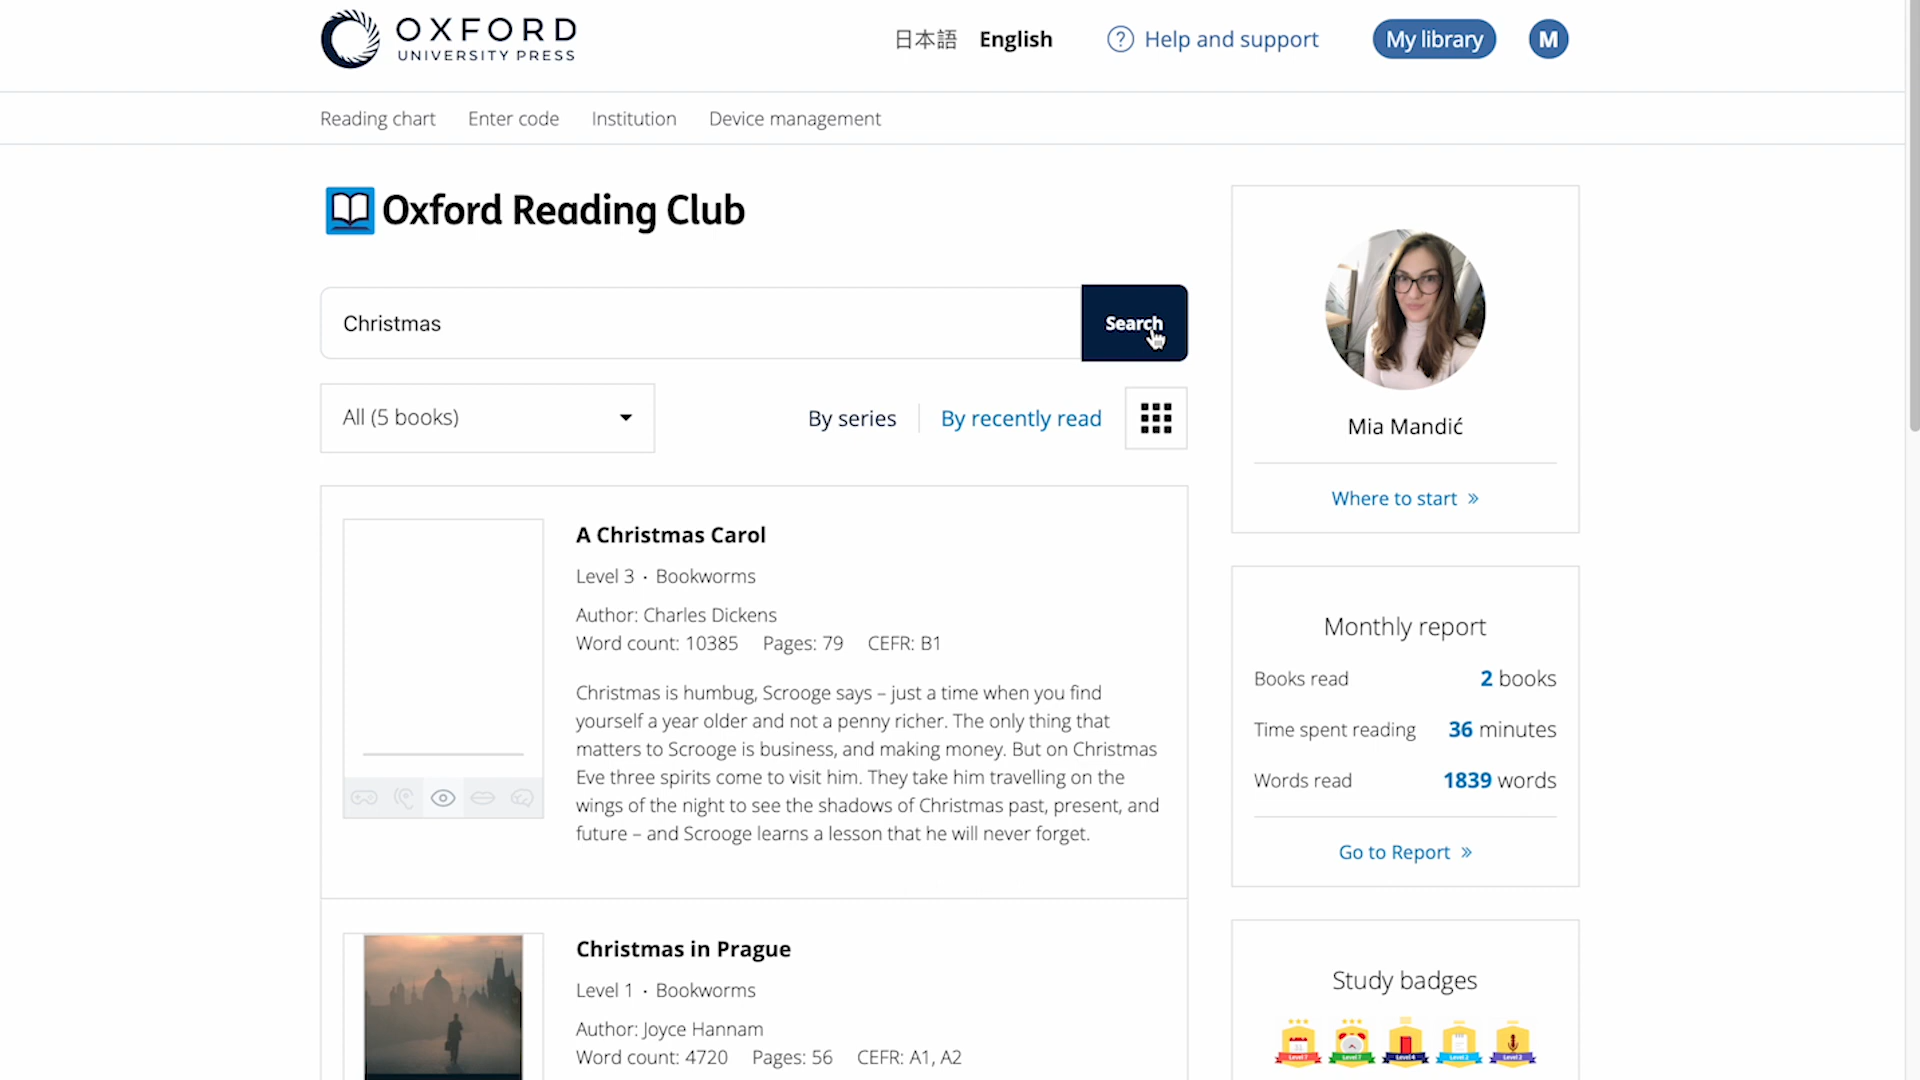 OXFORD
UNIVERSITY PRESS
日本語 English
Help and support
My library
M
Reading chart Enter code Institution Device management
Oxford Reading Club
Christmas
Search
All (5 books)
By series
By recently read
A Christmas Carol
Level 3 · Bookworms
Author: Charles Dickens
Word count: 10385 Pages: 79 CEFR: B1
Christmas is humbug, Scrooge says – just a time when you find
yourself a year older and not a penny richer. The only thing that
matters to Scrooge is business, and making money. But on Christmas
Eve three spirits come to visit him. They take him travelling on the
wings of the night to see the shadows of Christmas past, present, and
future – and Scrooge learns a lesson that he will never forget.
Christmas in Prague
Level 1 · Bookworms
Author: Joyce Hannam
Word count: 4720 Pages: 56 CEFR: A1, A2
Mia Mandić
Where to start »
Monthly report
Books read 2 books
Time spent reading 36 minutes
Words read 1839 words
Go to Report »
Study badges